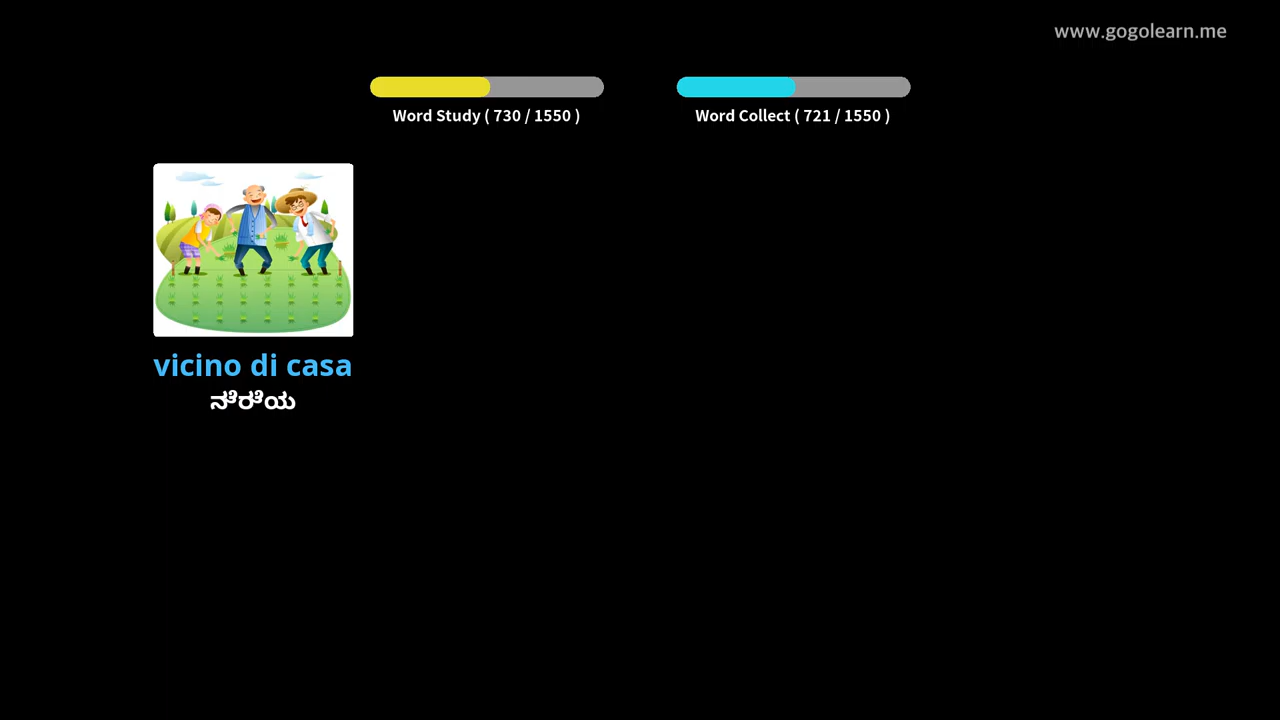 www.gogolearn.me
Word Study ( 730 / 1550 )
Word Collect ( 721 / 1550 )
vicino di casa
ನೆರೆಯ